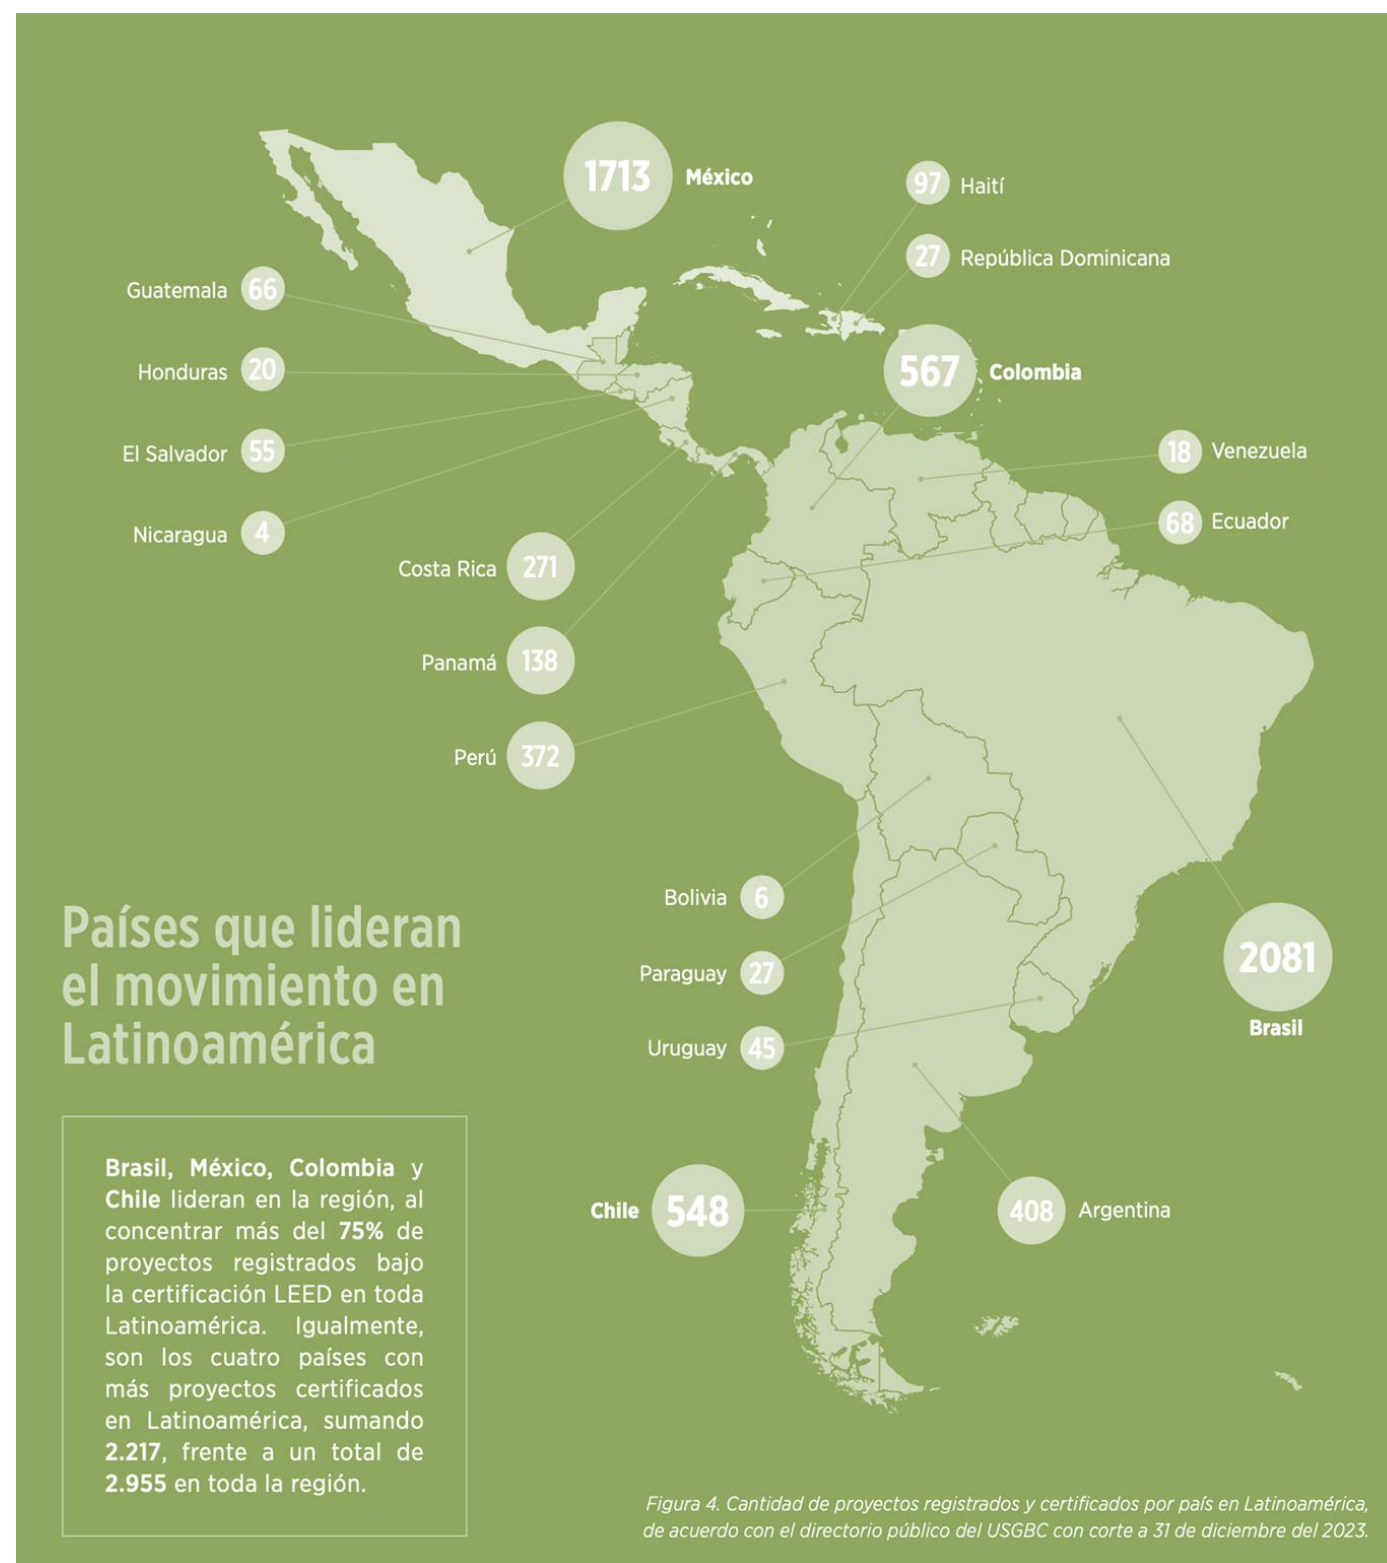 1713 México
97 Haití
27 República Dominicana
Guatemala 66
Honduras 20
567 Colombia
El Salvador 55
18 Venezuela
Nicaragua 4
68 Ecuador
Costa Rica 271
Panamá 138
Perú 372
Bolivia 6
Paraguay 27
Uruguay 45
2081
Brasil
Chile 548
408 Argentina
Países que lideran
el movimiento en
Latinoamérica
Brasil, México, Colombia y
Chile lideran en la región, al
concentrar más del 75% de
proyectos registrados bajo
la certificación LEED en toda
Latinoamérica. Igualmente,
son los cuatro países con
más proyectos certificados
en Latinoamérica, sumando
2.217, frente a un total de
2.955 en toda la región.
Figura 4. Cantidad de proyectos registrados y certificados por país en Latinoamérica,
de acuerdo con el directorio público del USGBC con corte a 31 de diciembre del 2023.